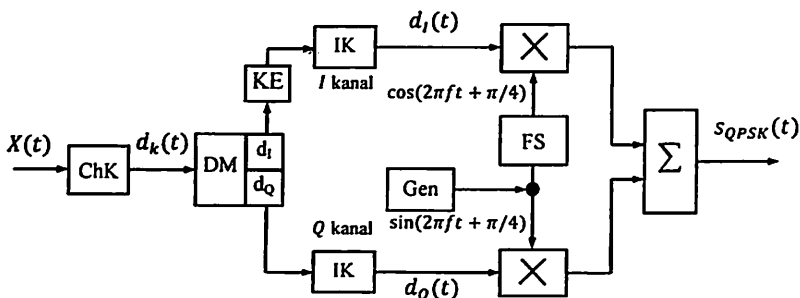 d_I(t)
IK
I kanal
KE
cos(2πft + π/4)
X(t)
ChK
d_k(t)
DM
d_I
d_Q
FS
Gen
∑
s_QPSK(t)
Q kanal
sin(2πft + π/4)
IK
d_Q(t)